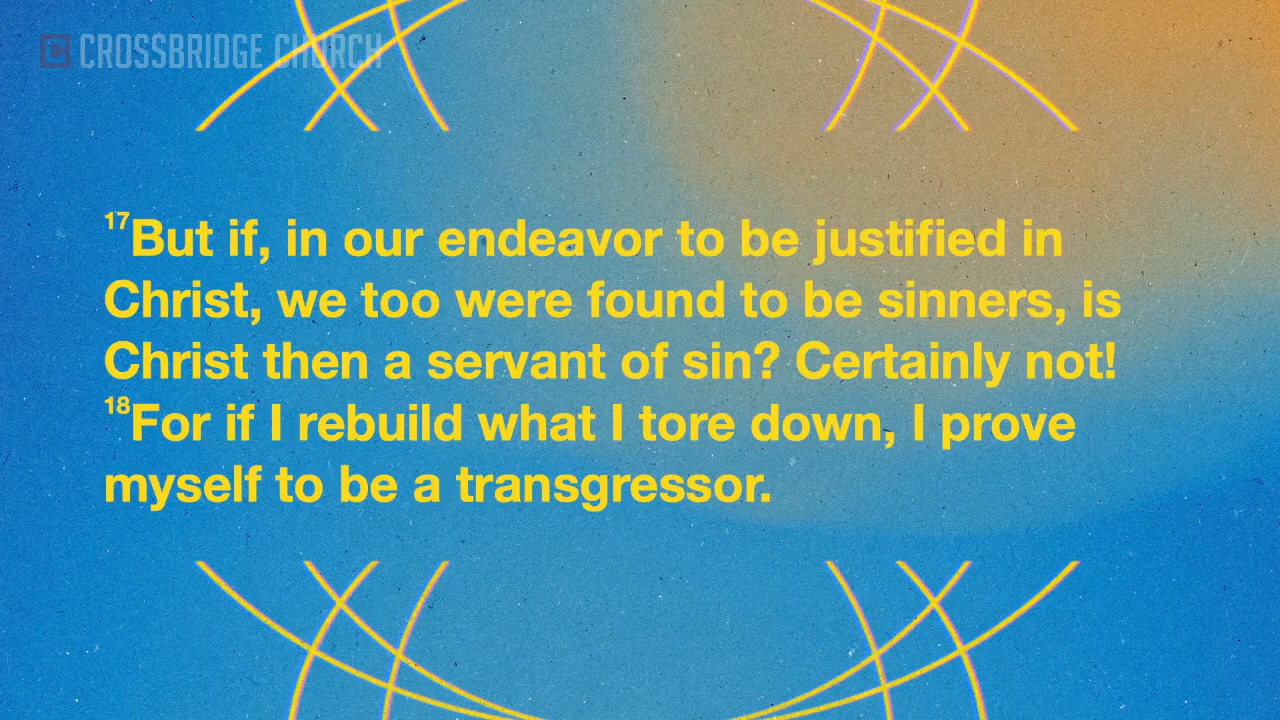 C CROSSBRIDGE CHURCH
17But if, in our endeavor to be justified in
Christ, we too were found to be sinners, is
Christ then a servant of sin? Certainly not!
18For if I rebuild what I tore down, I prove
myself to be a transgressor.